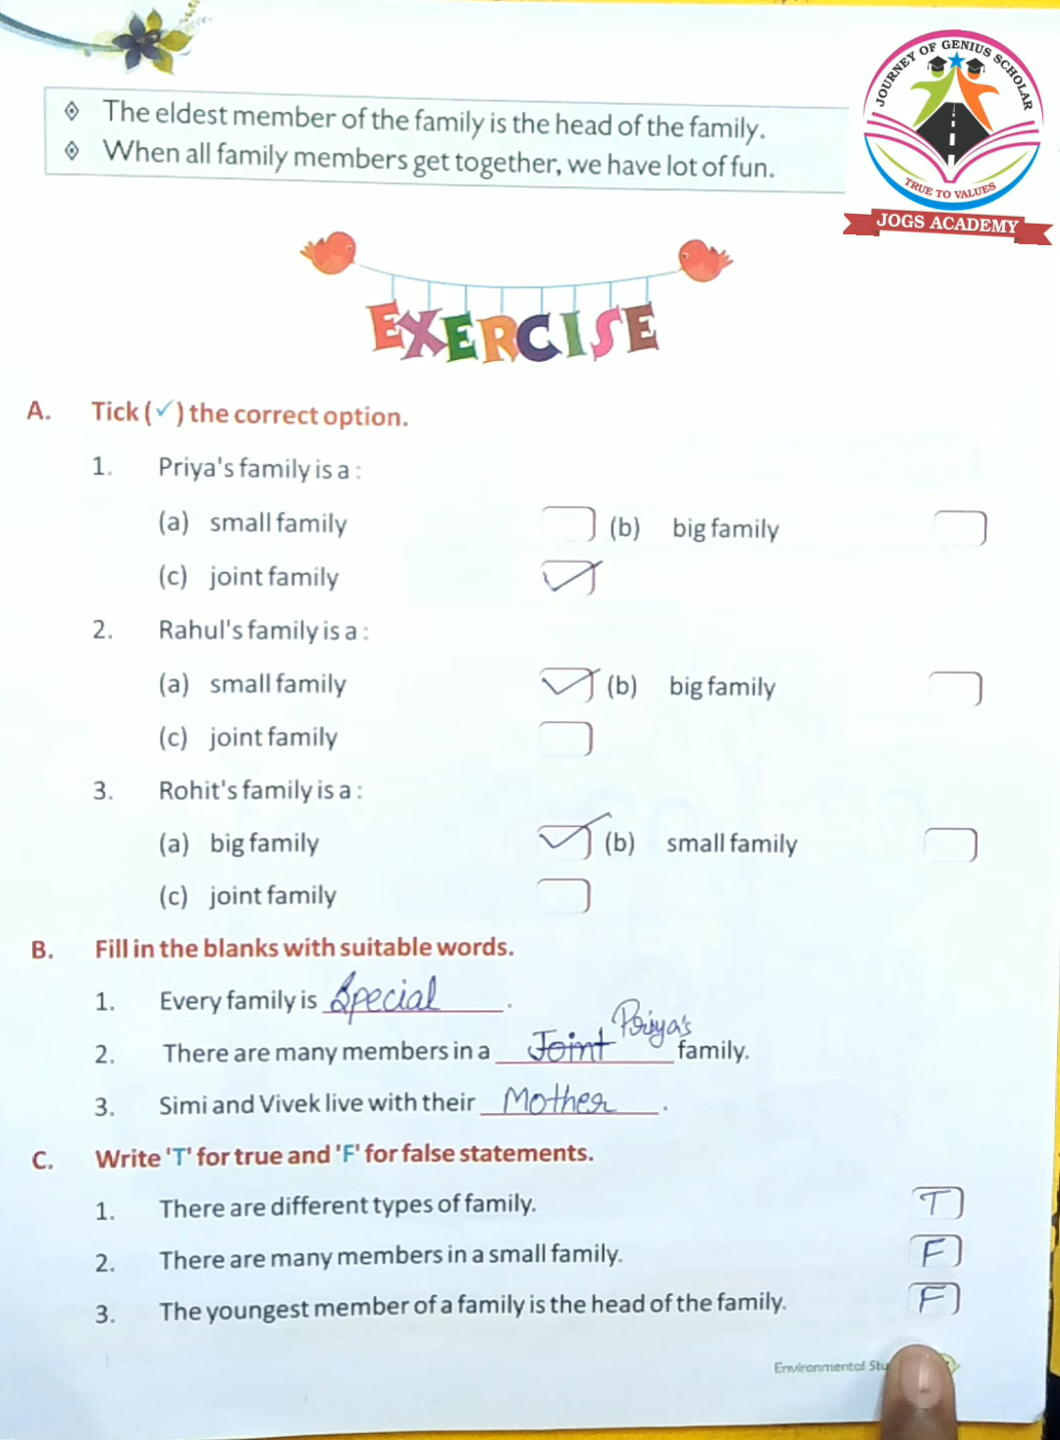 The eldest member of the family is the head of the family.
When all family members get together, we have lot of fun.
JOURNEY OF GENIUS SCHOLAR
TRUE TO VALUES
JOGS ACADEMY
EXERCISE
A. Tick (✓) the correct option.
1. Priya's family is a :
(a) small family (b) big family
(c) joint family ✓
2. Rahul's family is a :
(a) small family ✓ (b) big family
(c) joint family
3. Rohit's family is a :
(a) big family ✓ (b) small family
(c) joint family
B. Fill in the blanks with suitable words.
1. Every family is Special.
Priya's
2. There are many members in a Joint family.
3. Simi and Vivek live with their Mother.
C. Write 'T' for true and 'F' for false statements.
1. There are different types of family. T
2. There are many members in a small family. F
3. The youngest member of a family is the head of the family. F
Environmental